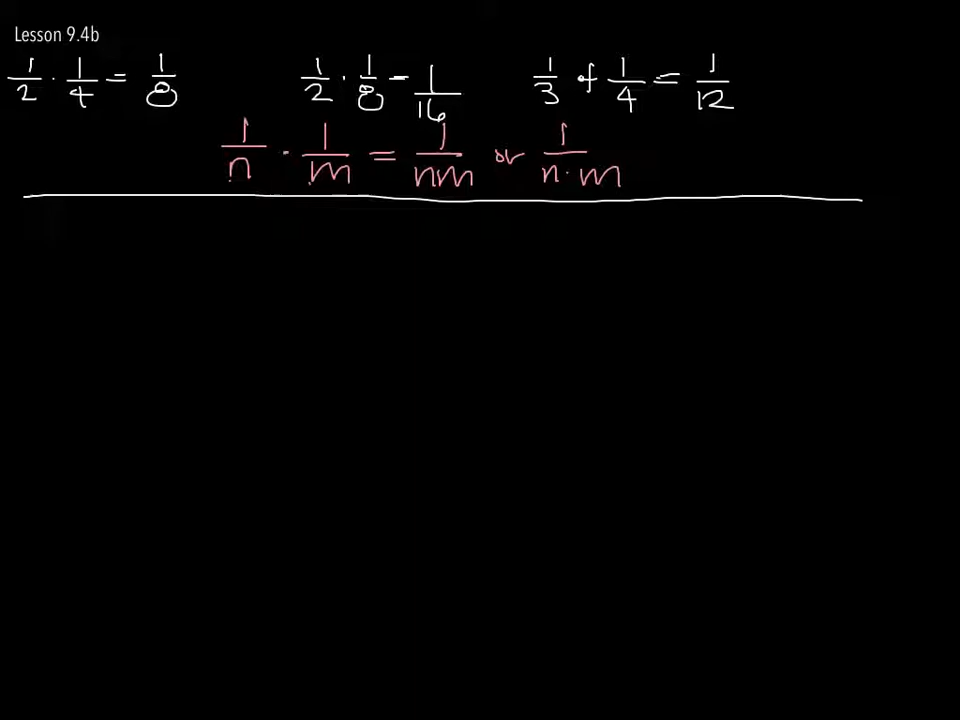 Lesson 9.4b
1/2 · 1/4 = 1/8   1/2 · 1/8 = 1/16   1/3 of 1/4 = 1/12
1/n · 1/m = 1/nm or 1/n·m